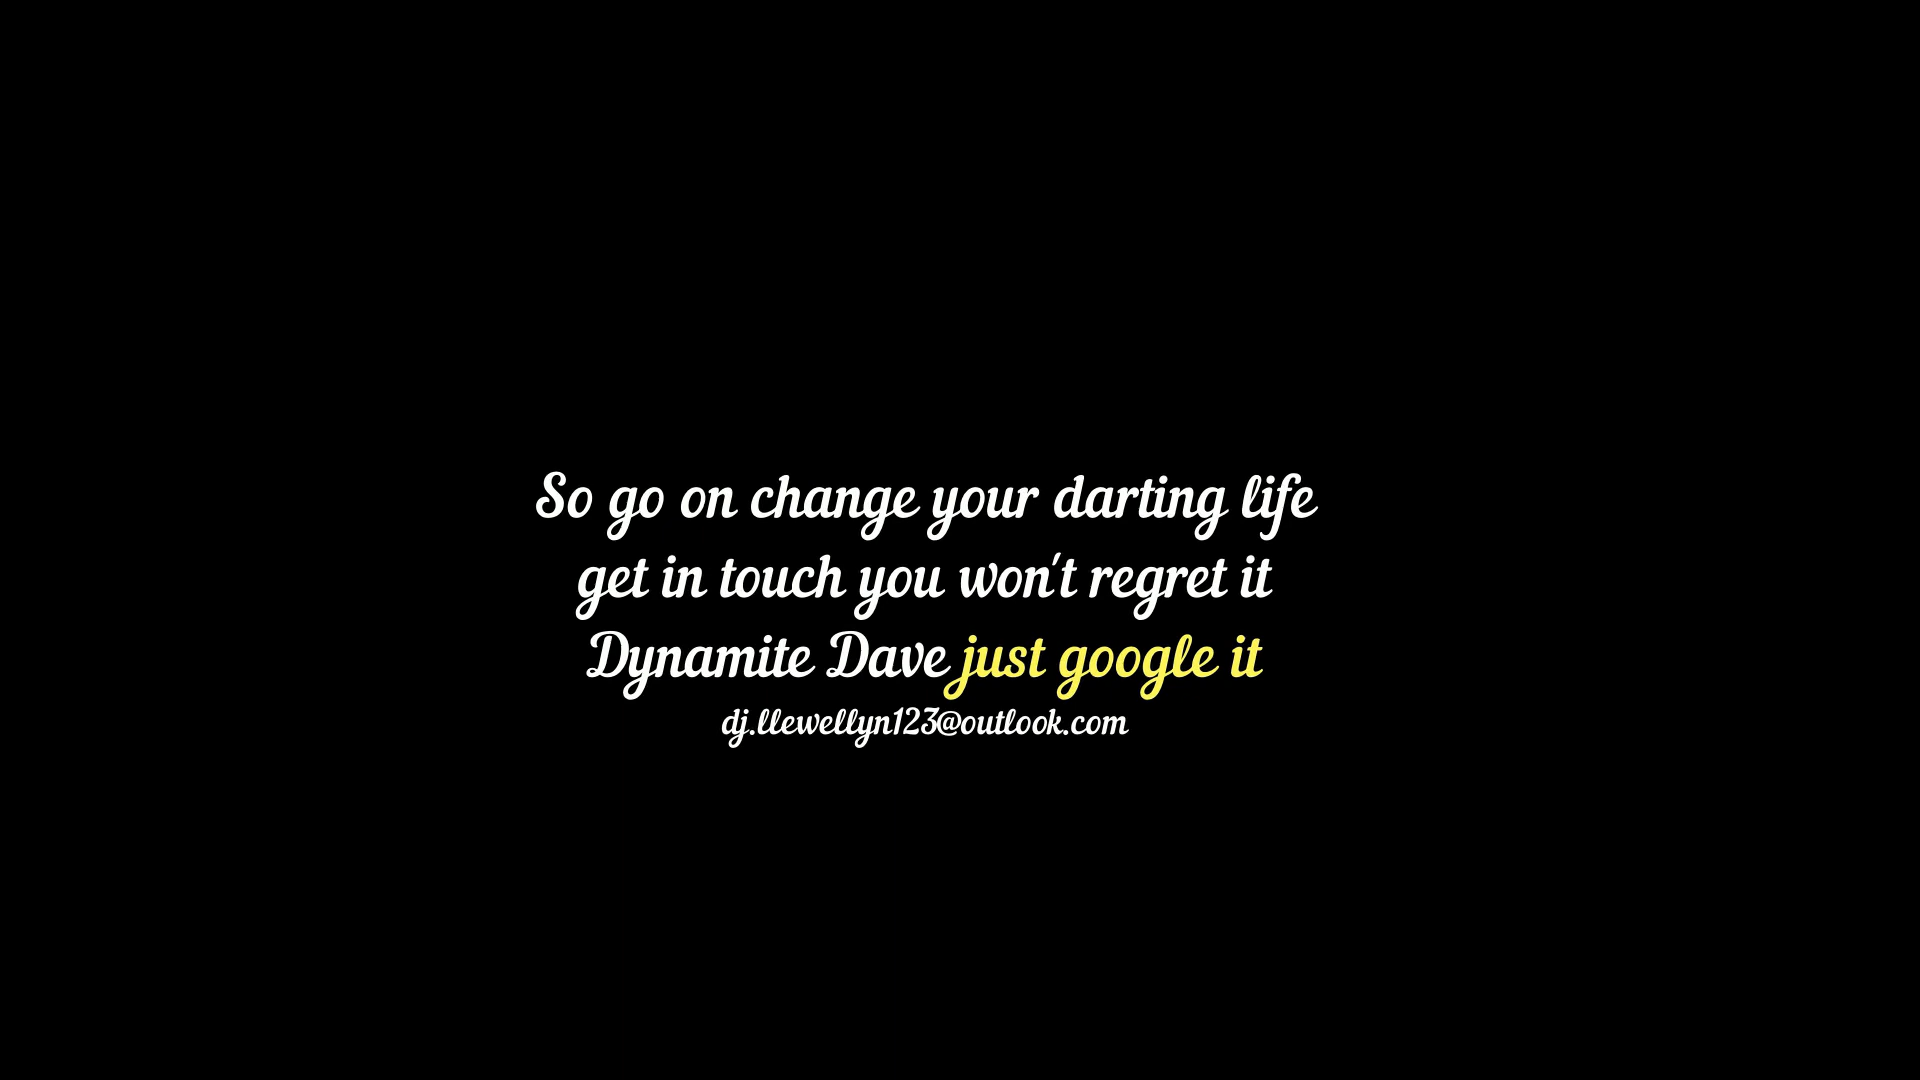 So go on change your darting life
get in touch you won't regret it
Dynamite Dave just google it
dj.llewellyn123@outlook.com